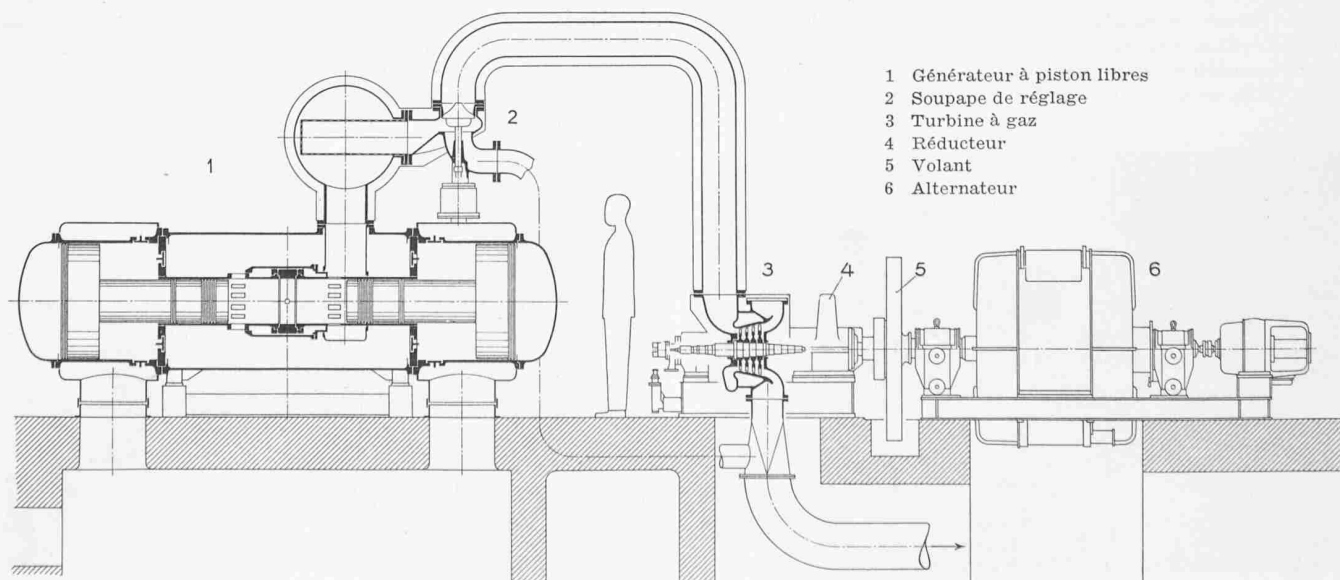 1 Générateur à piston libres
2 Soupape de réglage
3 Turbine à gaz
4 Réducteur
5 Volant
6 Alternateur
1
2
3
4
5
6